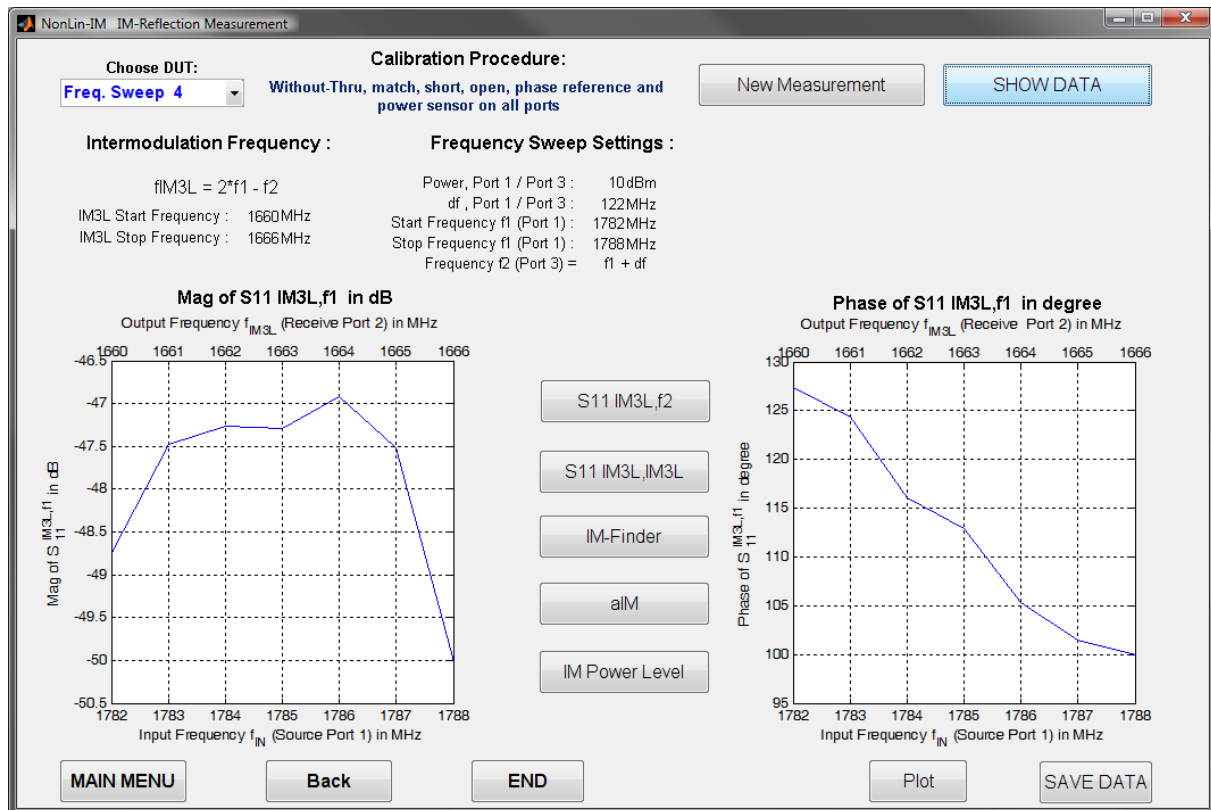 NonLin-IM IM-Reflection Measurement
Choose DUT:
Freq. Sweep 4
Calibration Procedure:
Without-Thru, match, short, open, phase reference and
power sensor on all ports
New Measurement
SHOW DATA
Intermodulation Frequency :
fIM3L = 2*f1 - f2
IM3L Start Frequency : 1660MHz
IM3L Stop Frequency : 1666MHz
Frequency Sweep Settings :
Power, Port 1 / Port 3 : 10dBm
df , Port 1 / Port 3 : 122MHz
Start Frequency f1 (Port 1) : 1782MHz
Stop Frequency f1 (Port 1) : 1788MHz
Frequency f2 (Port 3) = f1 + df
Mag of S11 IM3L,f1 in dB
Output Frequency f_IM3L (Receive Port 2) in MHz
1660 1661 1662 1663 1664 1665 1666
-46.5
-47
-47.5
-48
-48.5
-49
-49.5
-50
-50.5
Mag of S 11 IM3L,f1 in dB
1782 1783 1784 1785 1786 1787 1788
Input Frequency f_IN (Source Port 1) in MHz
S11 IM3L,f2
S11 IM3L,IM3L
IM-Finder
aIM
IM Power Level
Phase of S11 IM3L,f1 in degree
Output Frequency f_IM3L (Receive Port 2) in MHz
1660 1661 1662 1663 1664 1665 1666
130
125
120
115
110
105
100
95
Phase of S 11 IM3L,f1 in degree
1782 1783 1784 1785 1786 1787 1788
Input Frequency f_IN (Source Port 1) in MHz
MAIN MENU
Back
END
Plot
SAVE DATA